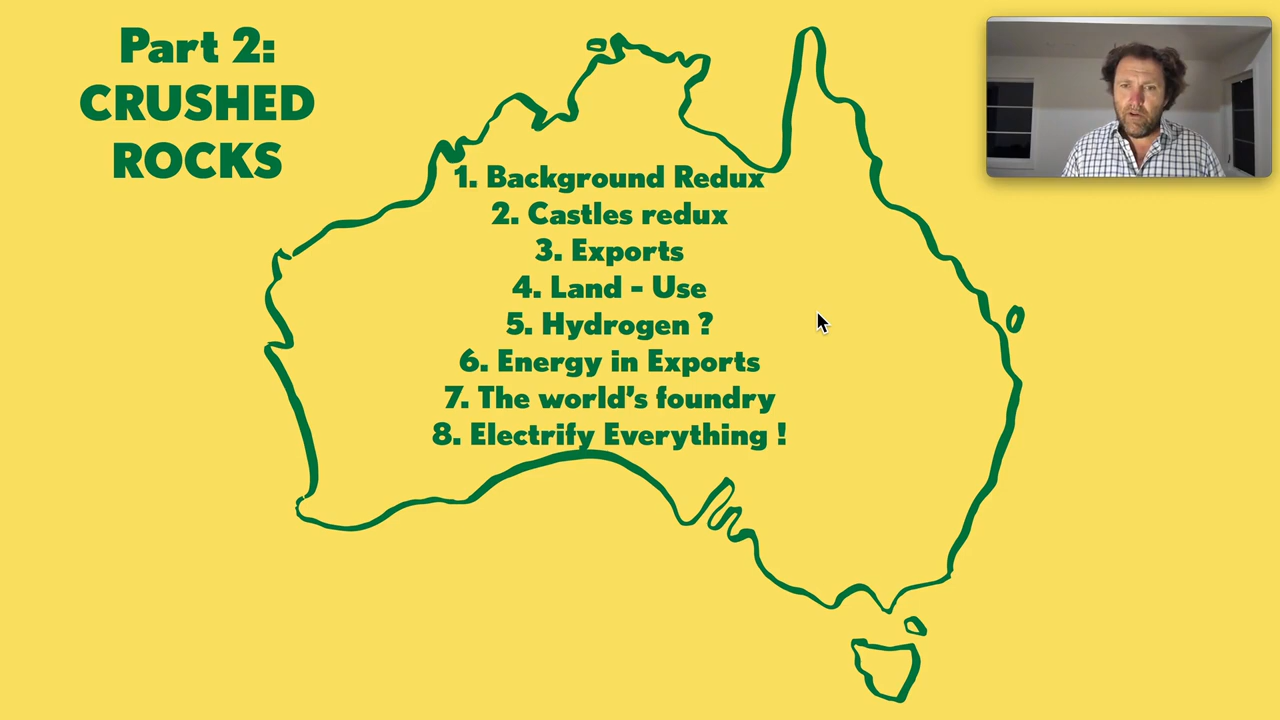 Part 2:
CRUSHED
ROCKS
1. Background Redux
2. Castles redux
3. Exports
4. Land - Use
5. Hydrogen ?
6. Energy in Exports
7. The world's foundry
8. Electrify Everything !